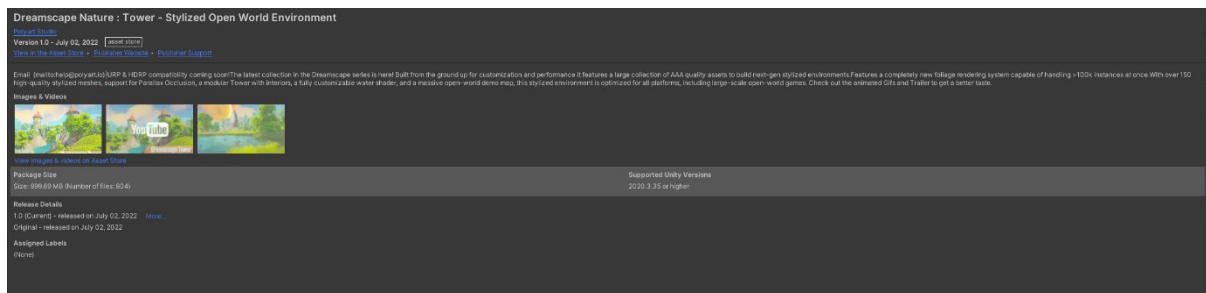 Dreamscape Nature : Tower - Stylized Open World Environment
Polyart Studio
Version 1.0 - July 02, 2022 asset store
View in the Asset Store • Publisher Website • Publisher Support
Email (mailto:help@polyart.io)URP & HDRP compatibility coming soon!The latest collection in the Dreamscape series is here! Built from the ground up for customization and performance it features a large collection of AAA quality assets to build next-gen stylized environments.Features a completely new foliage rendering system capable of handling >100k instances at once.With over 150
high-quality stylized meshes, support for Parallax Occlusion, a modular Tower with interiors, a fully customizable water shader, and a massive open-world demo map, this stylized environment is optimized for all platforms, including large-scale open-world games. Check out the animated Gifs and Trailer to get a better taste.
Images & Videos
YouTube
View images & videos on Asset Store
Package Size Supported Unity Versions
Size: 999.69 MB (Number of files: 804) 2020.3.35 or higher
Release Details
1.0 (Current) - released on July 02, 2022 More...
Original - released on July 02, 2022
Assigned Labels
(None)